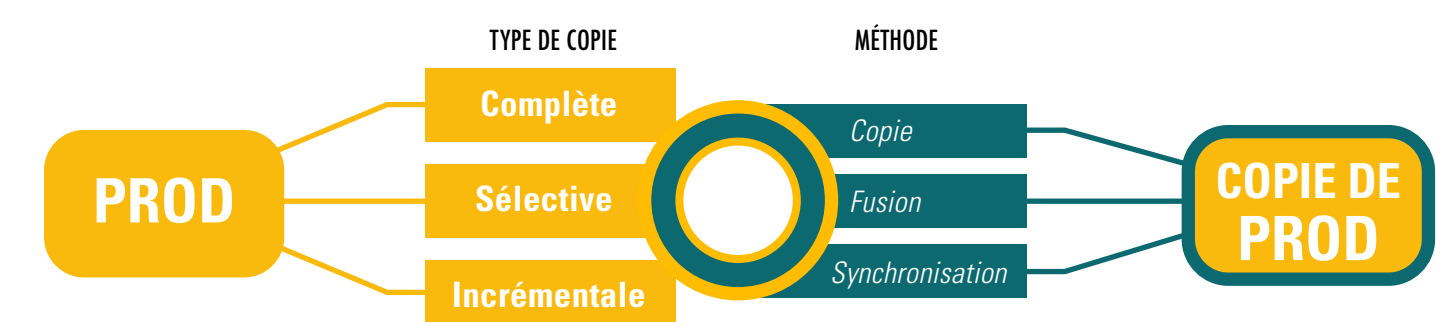 TYPE DE COPIE
MÉTHODE
PROD
Complète
Sélective
Incrémentale
Copie
Fusion
Synchronisation
COPIE DE
PROD